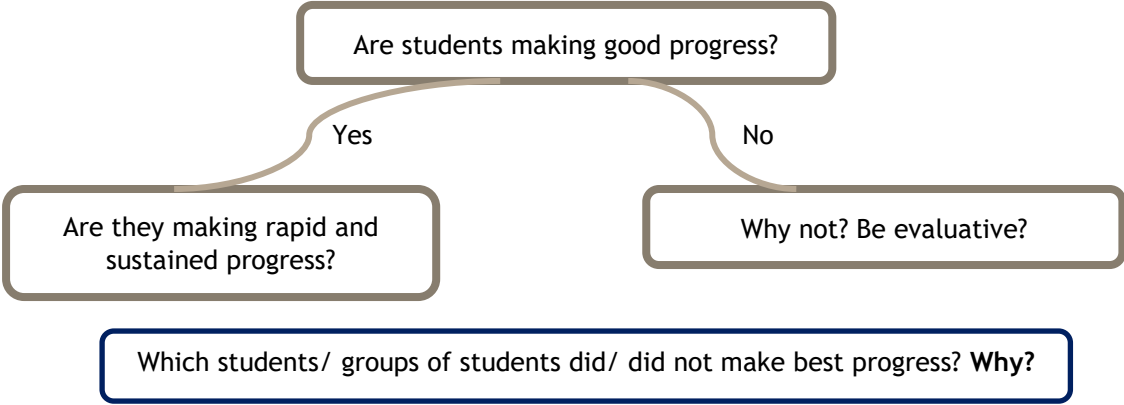 Are students making good progress?
Yes
No
Are they making rapid and
sustained progress?
Why not? Be evaluative?
Which students/ groups of students did/ did not make best progress? Why?